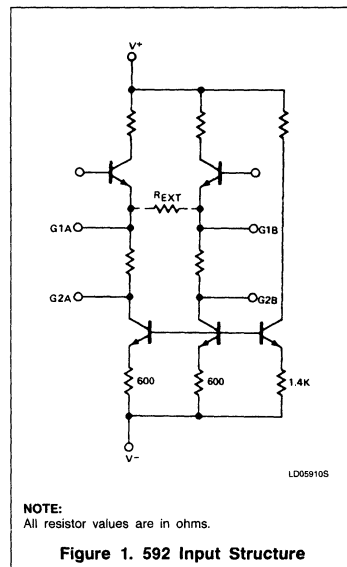 V+
R_EXT
G1A
G1B
G2A
G2B
600
600
1.4K
V-
LD05910S
NOTE:
All resistor values are in ohms.
Figure 1. 592 Input Structure